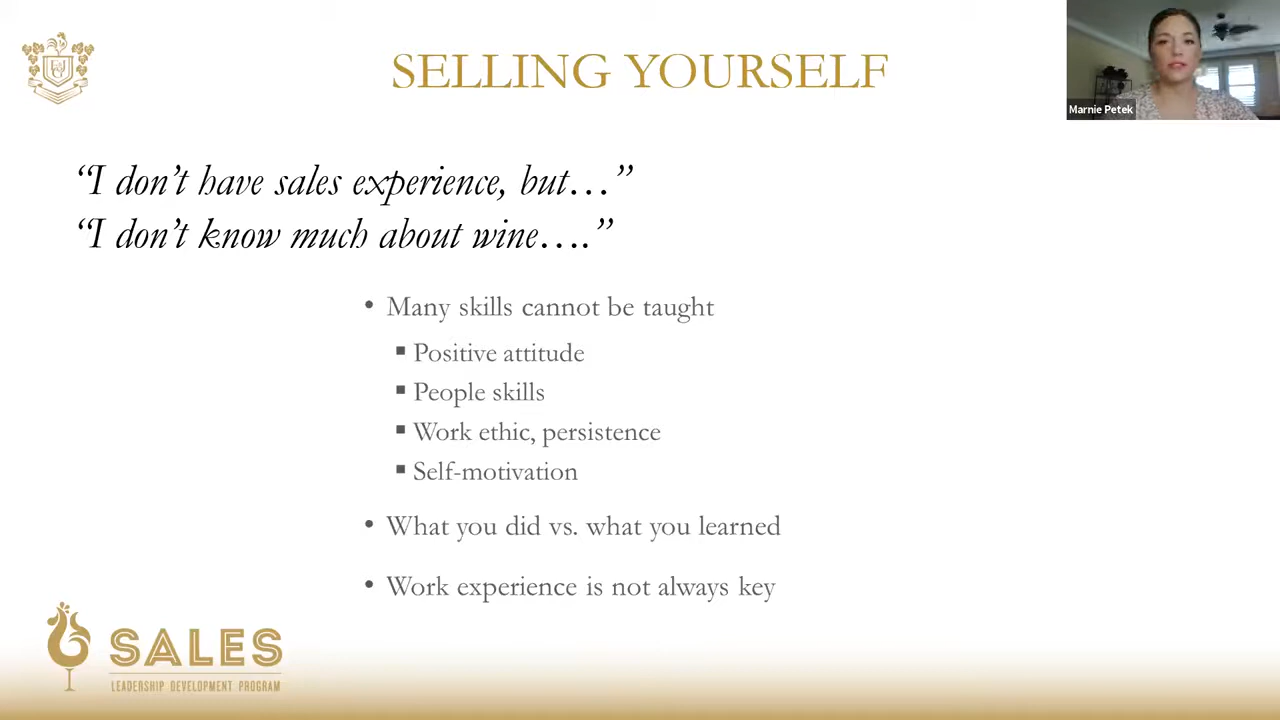 SELLING YOURSELF
Marnie Petek
“I don’t have sales experience, but…”
“I don’t know much about wine….”
• Many skills cannot be taught
▪ Positive attitude
▪ People skills
▪ Work ethic, persistence
▪ Self-motivation
• What you did vs. what you learned
• Work experience is not always key
SALES
LEADERSHIP DEVELOPMENT PROGRAM